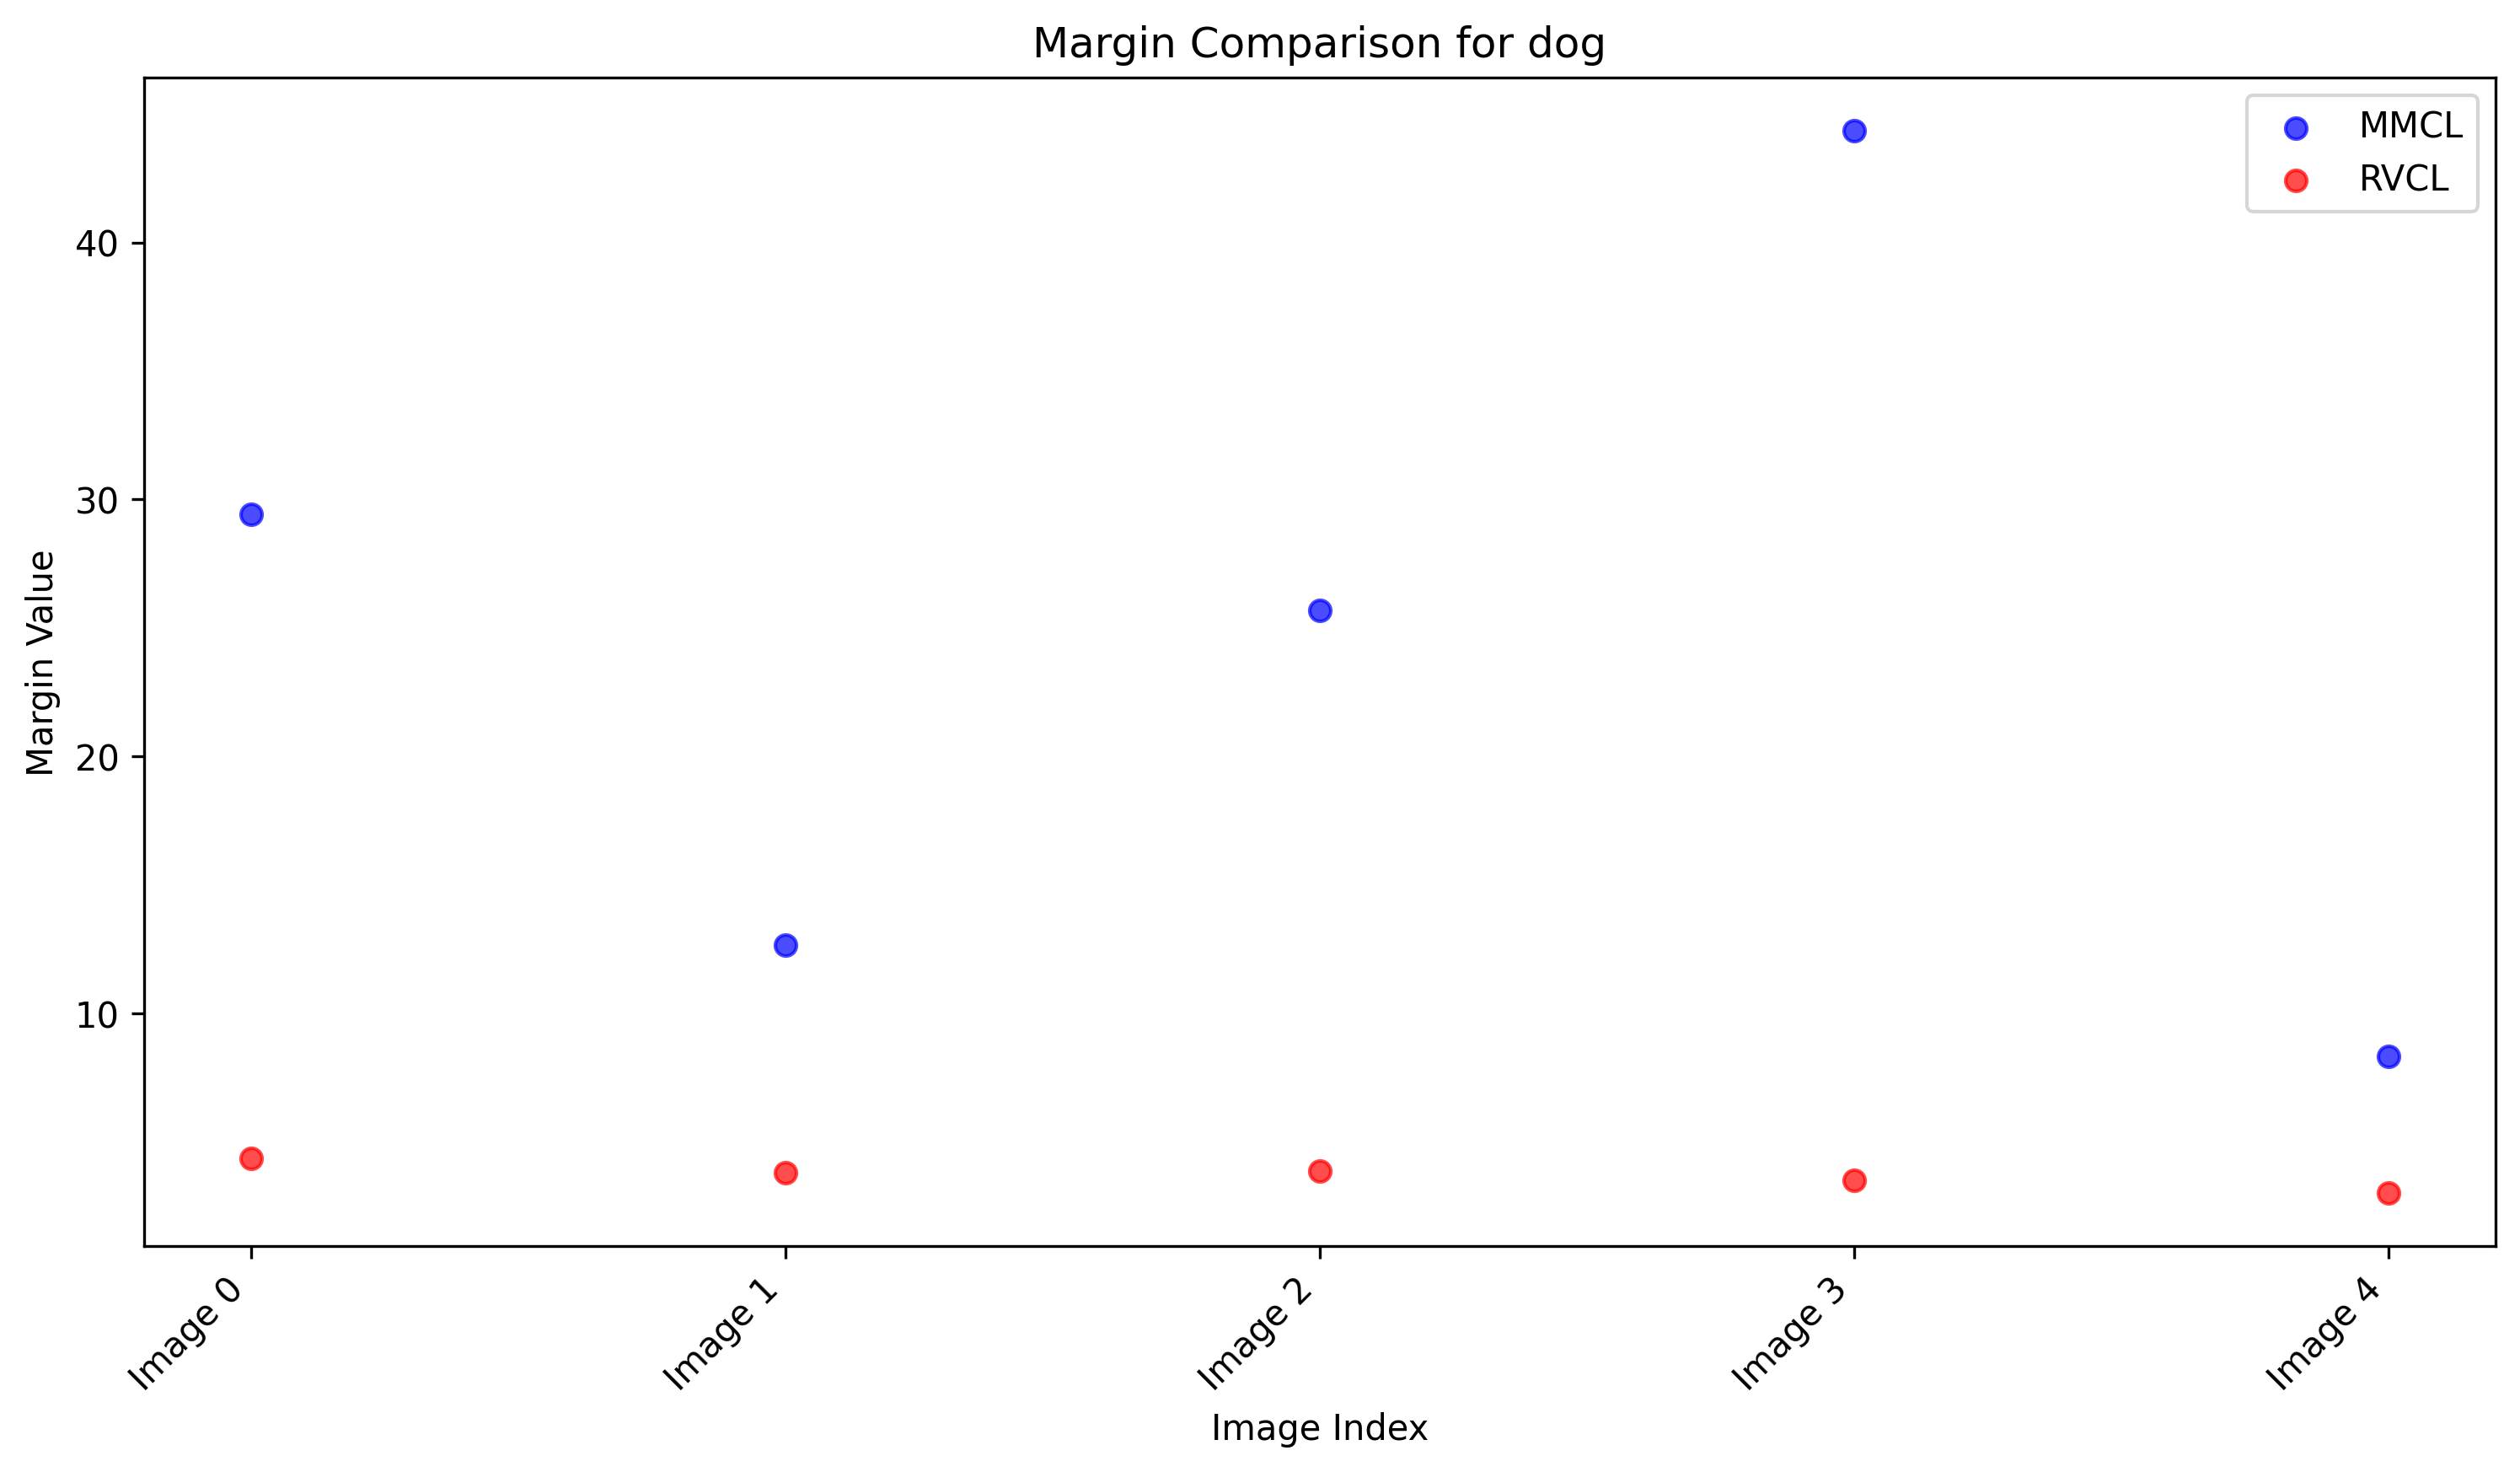 Margin Comparison for dog
MMCL
RVCL
Margin Value
40
30
20
10
Image 0
Image 1
Image 2
Image 3
Image 4
Image Index